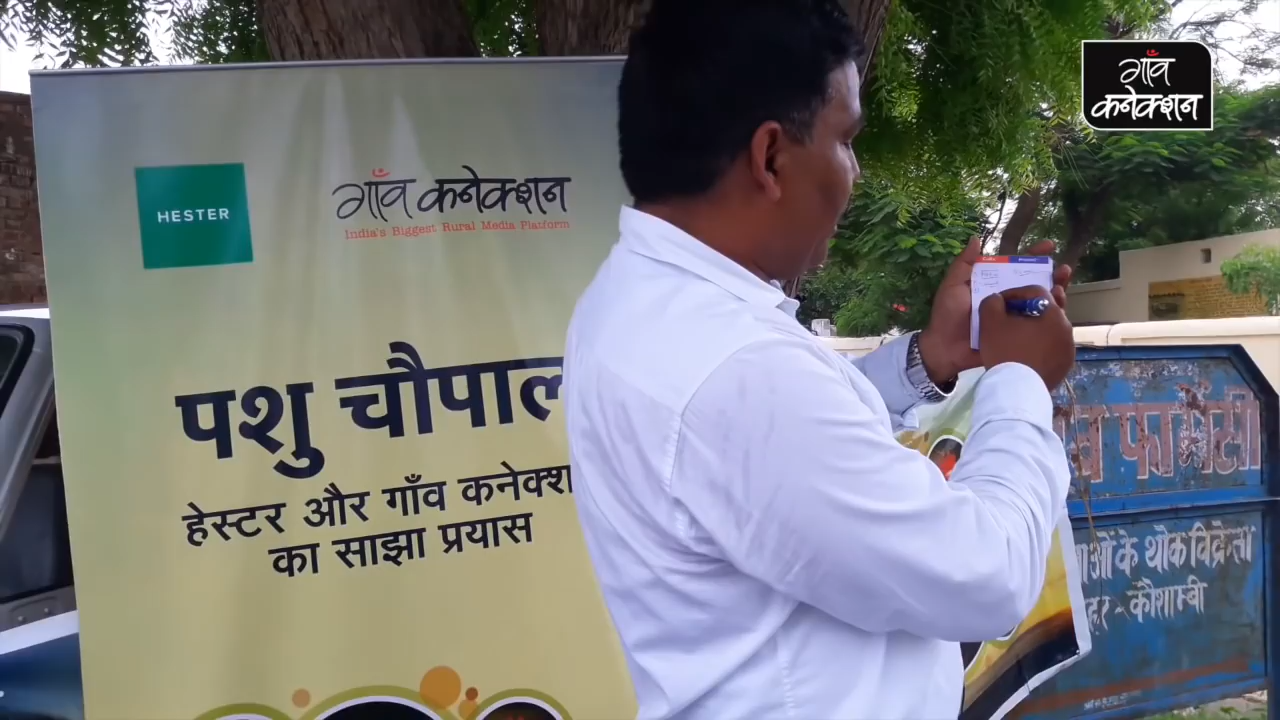 गाँव
कनेक्शन
HESTER
गाँव कनेक्शन
India's Biggest Rural Media Platform
पशु चौपाल
हेस्टर और गाँव कनेक्श
का साझा प्रयास
फार्मेसी
के थोक विक्रेता
कौशाम्बी